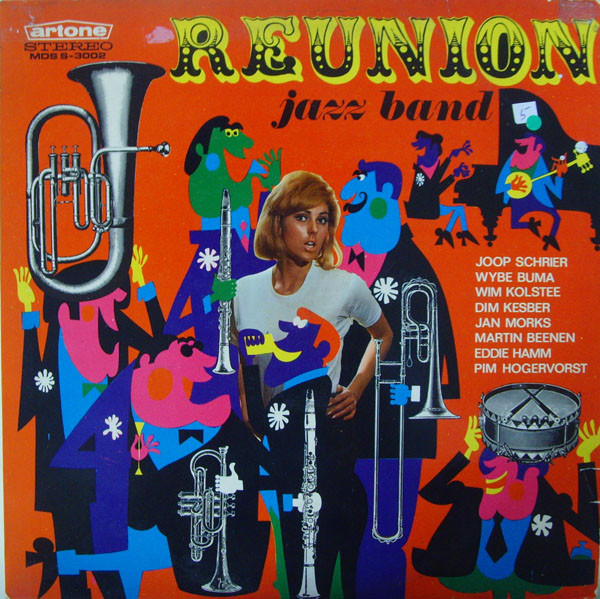 artone
STEREO
MDS S-3002
REUNION
jazz band
5
JOOP SCHRIER
WYBE BUMA
WIM KOLSTEE
DIM KESBER
JAN MORKS
MARTIN BEENEN
EDDIE HAMM
PIM HOGERVORST